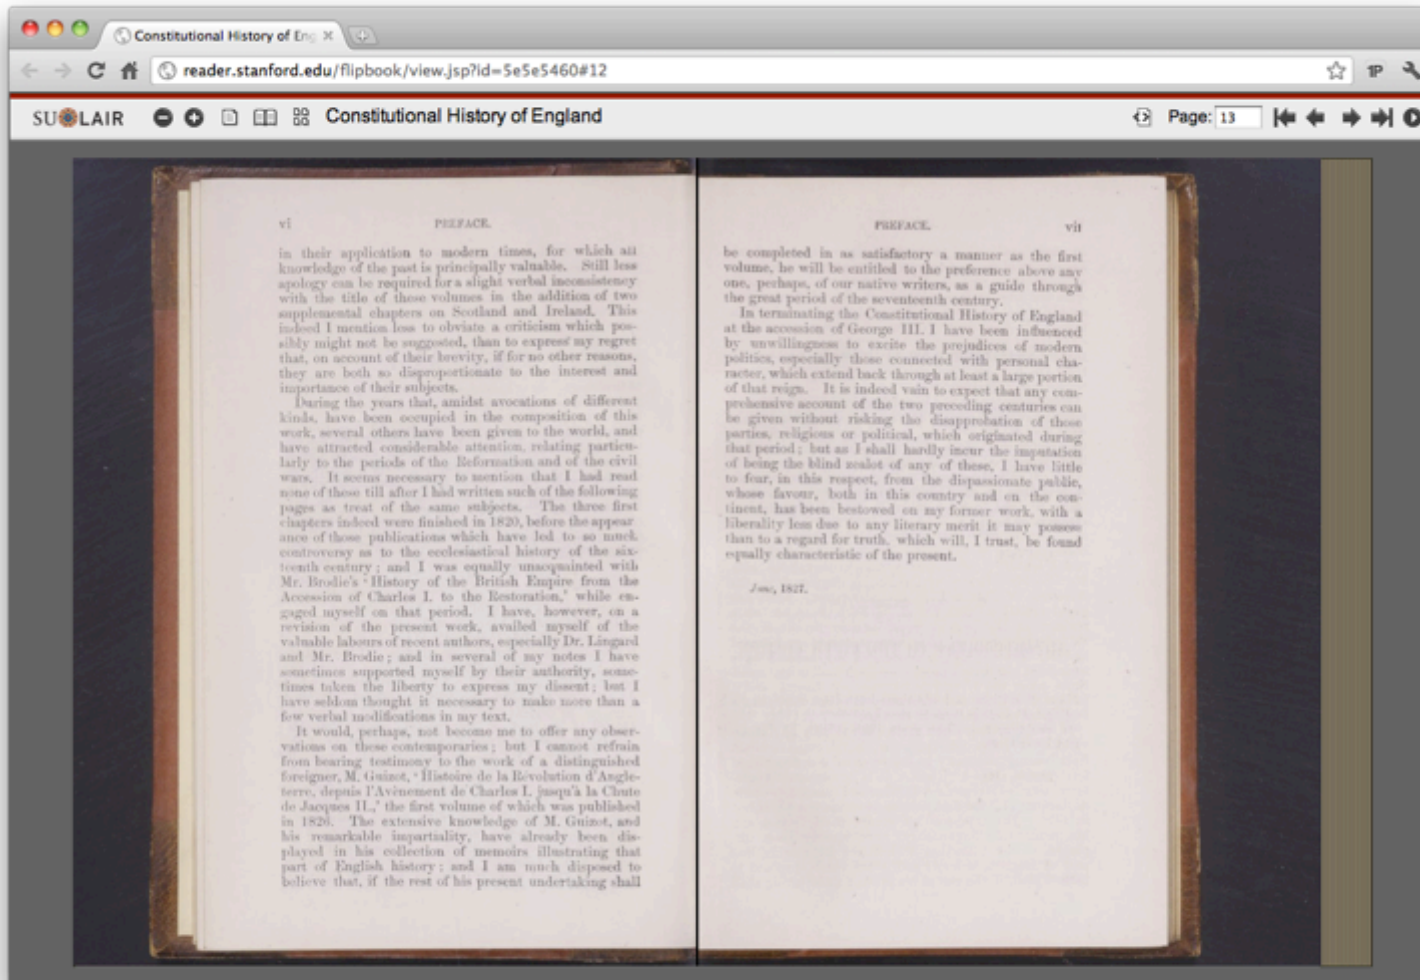 Constitutional History of Eng
reader.stanford.edu/flipbook/view.jsp?id=5e5e5460#12
1P
SULAIR
Constitutional History of England
Page: 13
vi PREFACE.
in their application to modern times, for which all
knowledge of the past is principally valuable. Still less
apology can be required for a slight verbal inconsistency
with the title of these volumes in the addition of two
supplemental chapters on Scotland and Ireland. This
indeed I mention less to obviate a criticism which pos-
sibly might not be suggested, than to express my regret
that, on account of their brevity, if for no other reasons,
they are both so disproportionate to the interest and
importance of their subjects.
During the years that, amidst avocations of different
kinds, have been occupied in the composition of this
work, several others have been given to the world, and
have attracted considerable attention, relating particu-
larly to the periods of the Reformation and of the civil
wars. It seems necessary to mention that I had read
none of these till after I had written such of the following
pages as treat of the same subjects. The three first
chapters indeed were finished in 1820, before the appear
ance of those publications which have led to so much
controversy as to the ecclesiastical history of the six-
teenth century; and I was equally unacquainted with
Mr. Brodie's 'History of the British Empire from the
Accession of Charles I. to the Restoration,' while en-
gaged myself on that period. I have, however, on a
revision of the present work, availed myself of the
valuable labours of recent authors, especially Dr. Lingard
and Mr. Brodie; and in several of my notes I have
sometimes supported myself by their authority, some-
times taken the liberty to express my dissent; but I
have seldom thought it necessary to make more than a
few verbal modifications in my text.
It would, perhaps, not become me to offer any obser-
vations on these contemporaries; but I cannot refrain
from bearing testimony to the work of a distinguished
foreigner, M. Guizot, 'Histoire de la Révolution d'Angle-
terre, depuis l'Avènement de Charles I. jusqu'à la Chute
de Jacques II.,' the first volume of which was published
in 1826. The extensive knowledge of M. Guizot, and
his remarkable impartiality, have already been dis-
played in his collection of memoirs illustrating that
part of English history; and I am much disposed to
believe that, if the rest of his present undertaking shall
PREFACE. vii
be completed in as satisfactory a manner as the first
volume, he will be entitled to the preference above any
one, perhaps, of our native writers, as a guide through
the great period of the seventeenth century.
In terminating the Constitutional History of England
at the accession of George III. I have been influenced
by unwillingness to excite the prejudices of modern
politics, especially those connected with personal cha-
racter, which extend back through at least a large portion
of that reign. It is indeed vain to expect that any com-
prehensive account of the two preceding centuries can
be given without risking the disapprobation of those
parties, religious or political, which originated during
that period; but as I shall hardly incur the imputation
of being the blind zealot of any of these, I have little
to fear, in this respect, from the dispassionate public,
whose favour, both in this country and on the con-
tinent, has been bestowed on my former work, with a
liberality less due to any literary merit it may possess
than to a regard for truth, which will, I trust, be found
equally characteristic of the present.
June, 1827.